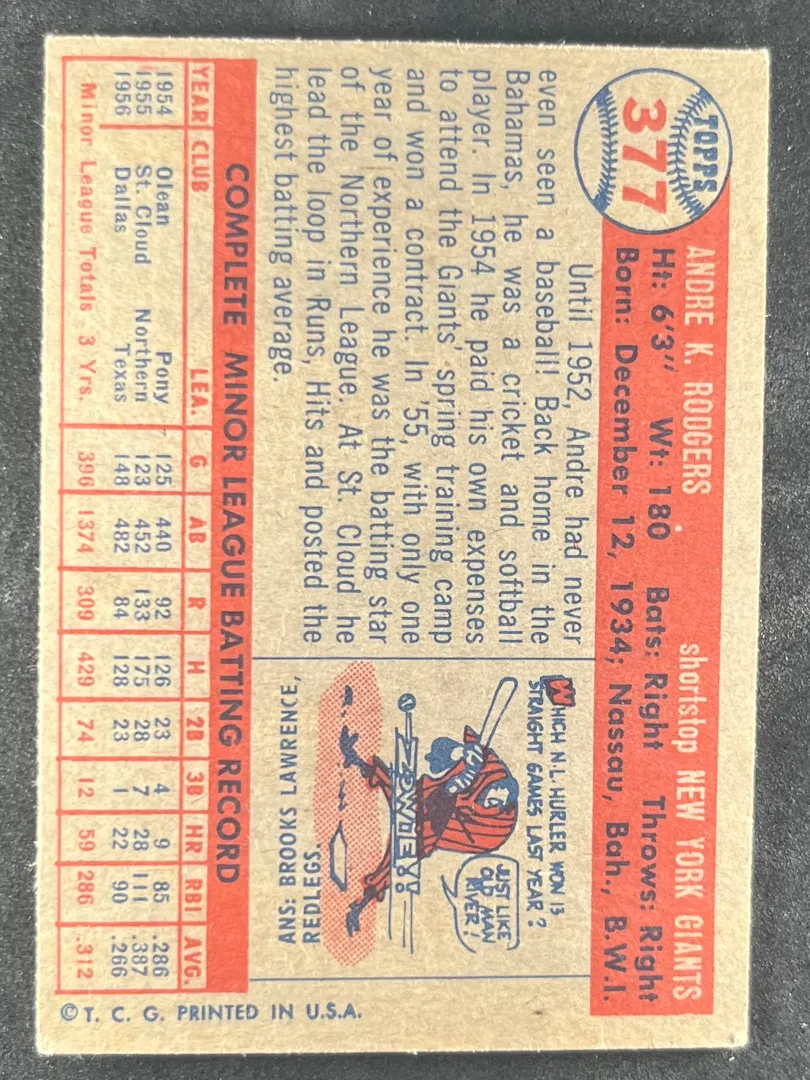 TOPPS
377
ANDRE K. RODGERS shortstop NEW YORK GIANTS
Ht: 6'3" Wt: 180 Bats: Right Throws: Right
Born: December 12, 1934; Nassau, Bah., B.W.I.
Until 1952, Andre had never
even seen a baseball! Back home in the
Bahamas, he was a cricket and softball
player. In 1954 he paid his own expenses
to attend the Giants' spring training camp
and won a contract. In '55, with only one
year of experience he was the batting star
of the Northern League. At St. Cloud he
lead the loop in Runs, Hits and posted the
highest batting average.
WHICH N.L. HURLER WON 13
STRAIGHT GAMES LAST YEAR?
JUST LIKE
OLD MAN
RIVER!
ZOWIE!
ANS: BROOKS LAWRENCE,
REDLEGS.
COMPLETE MINOR LEAGUE BATTING RECORD
YEAR CLUB LEA. G AB R H 2B 3B HR RBI AVG.
1954 Olean Pony 125 440 92 126 23 4 9 85 .286
1955 St. Cloud Northern 123 452 133 175 28 7 28 111 .387
1956 Dallas Texas 148 482 84 128 23 1 22 90 .266
Minor League Totals - 3 Yrs. 396 1374 309 429 74 12 59 286 .312
© T. C. G. PRINTED IN U.S.A.